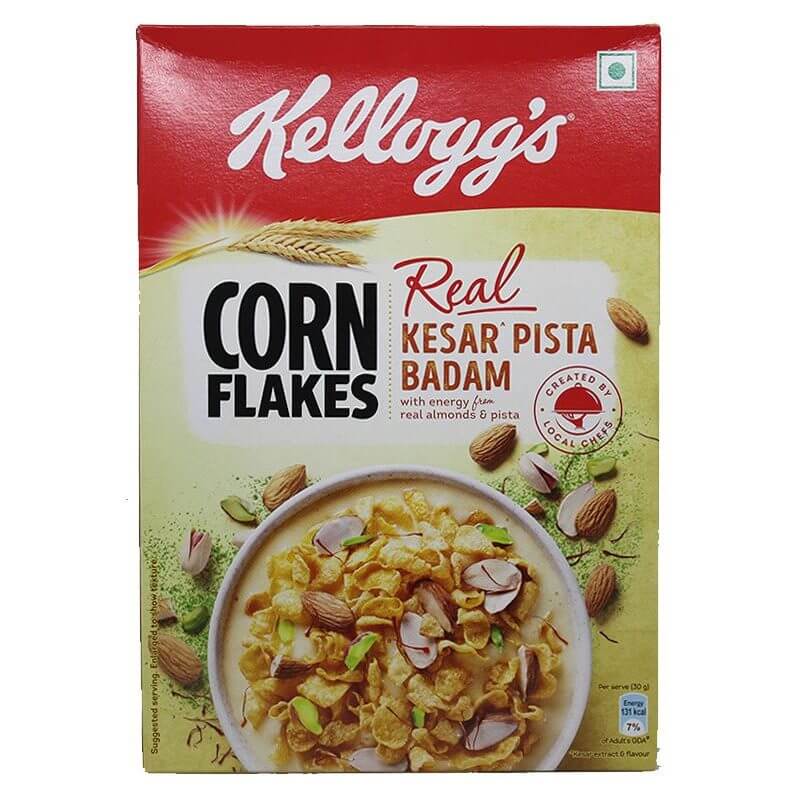 Kellogg's®
CORN
FLAKES
Real
KESAR^ PISTA
BADAM
with energy from
real almonds & pista
CREATED BY
LOCAL CHEFS
Suggested serving. Enlarged to show texture.
Per serve (30 g)
Energy
131 kcal
7%
of Adult's GDA#
^Kesar extract & flavour